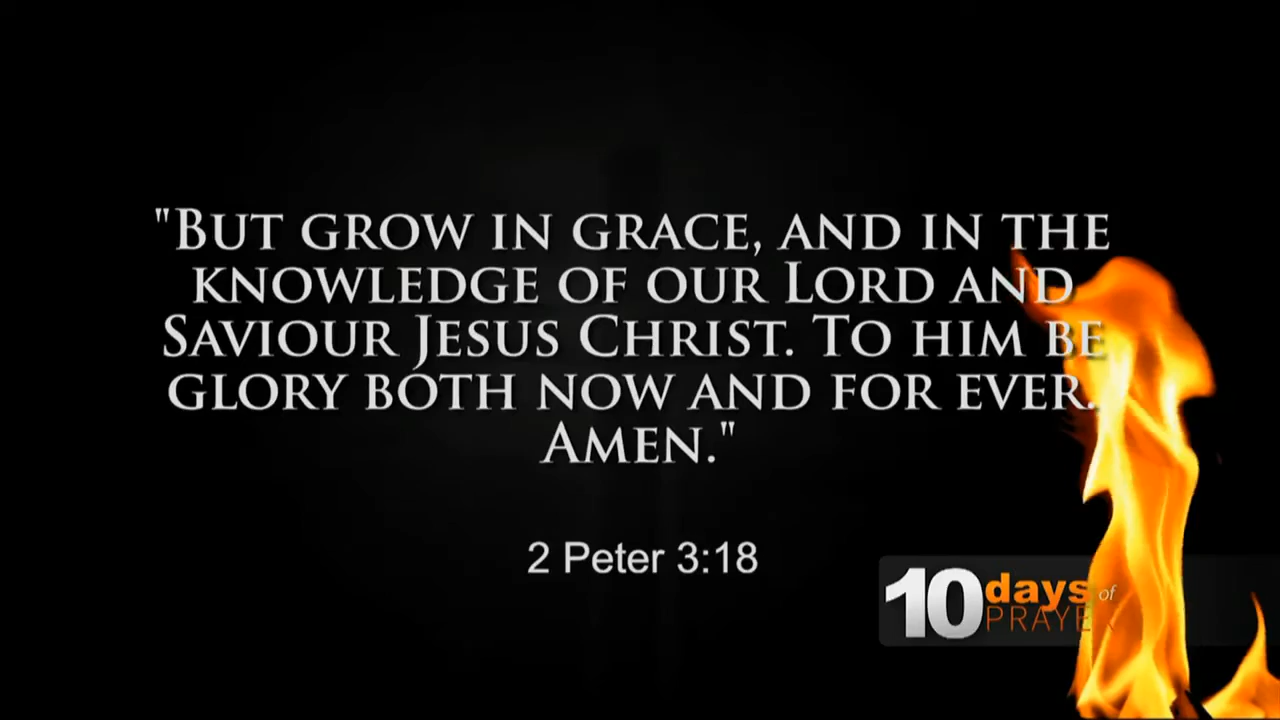 "But grow in grace, and in the
knowledge of our Lord and
Saviour Jesus Christ. To him be
glory both now and for ever.
Amen."
2 Peter 3:18
10 days of
PRAYER